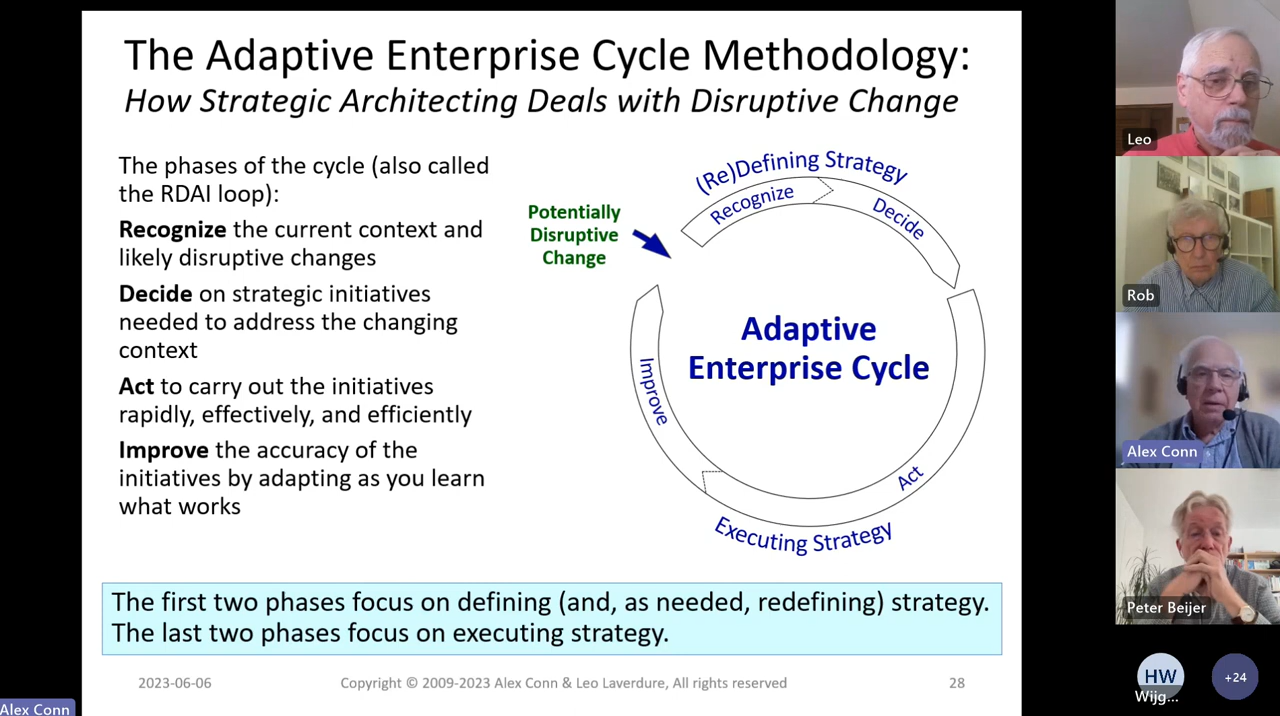 The Adaptive Enterprise Cycle Methodology:
How Strategic Architecting Deals with Disruptive Change
The phases of the cycle (also called
the RDAI loop):
Recognize the current context and
likely disruptive changes
Decide on strategic initiatives
needed to address the changing
context
Act to carry out the initiatives
rapidly, effectively, and efficiently
Improve the accuracy of the
initiatives by adapting as you learn
what works
Potentially
Disruptive
Change
(Re)Defining Strategy
Recognize
Decide
Adaptive
Enterprise Cycle
Improve
Act
Executing Strategy
The first two phases focus on defining (and, as needed, redefining) strategy.
The last two phases focus on executing strategy.
2023-06-06
Copyright © 2009-2023 Alex Conn & Leo Laverdure, All rights reserved
28
Alex Conn
Leo
Rob
Alex Conn
Peter Beijer
HW
Wijg...
+24